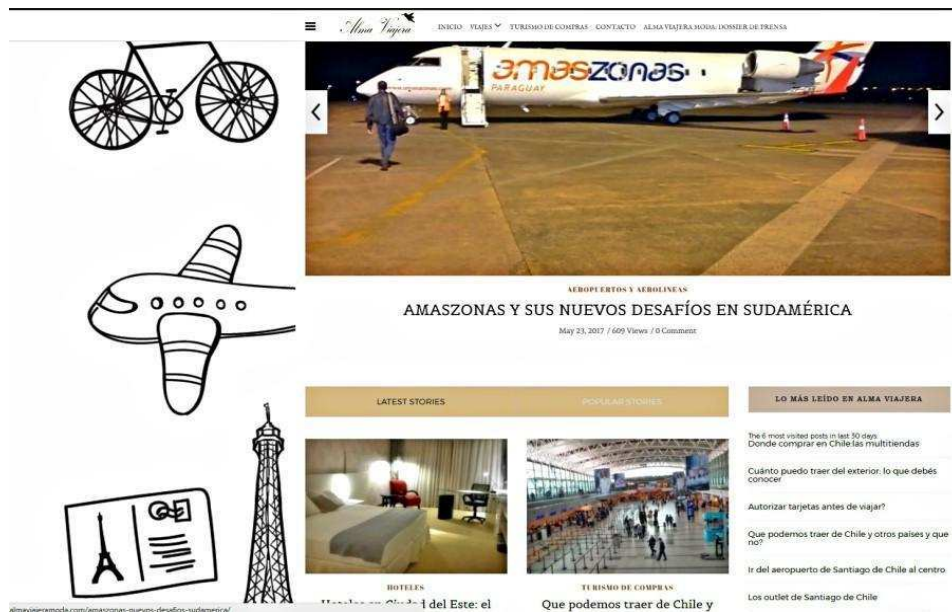 Alma Viajera
INICIO VIAJES TURISMO DE COMPRAS CONTACTO ALMA VIAJERA MODA: DOSSIER DE PRENSA
amaszonas
PARAGUAY
AEROPUERTOS Y AEROLINEAS
AMASZONAS Y SUS NUEVOS DESAFÍOS EN SUDAMÉRICA
May 23, 2017 / 609 Views / 0 Comment
LATEST STORIES
POPULAR STORIES
HOTELES
Hoteles en Ciudad del Este: el
TURISMO DE COMPRAS
Que podemos traer de Chile y
LO MÁS LEÍDO EN ALMA VIAJERA
The 6 most visited posts in last 30 days
Donde comprar en Chile:las multitiendas
Cuánto puedo traer del exterior: lo que debés
conocer
Autorizar tarjetas antes de viajar?
Que podemos traer de Chile y otros países y que
no?
Ir del aeropuerto de Santiago de Chile al centro
Los outlet de Santiago de Chile
almaviajeramoda.com/amaszonas-nuevos-desafios-sudamerica/